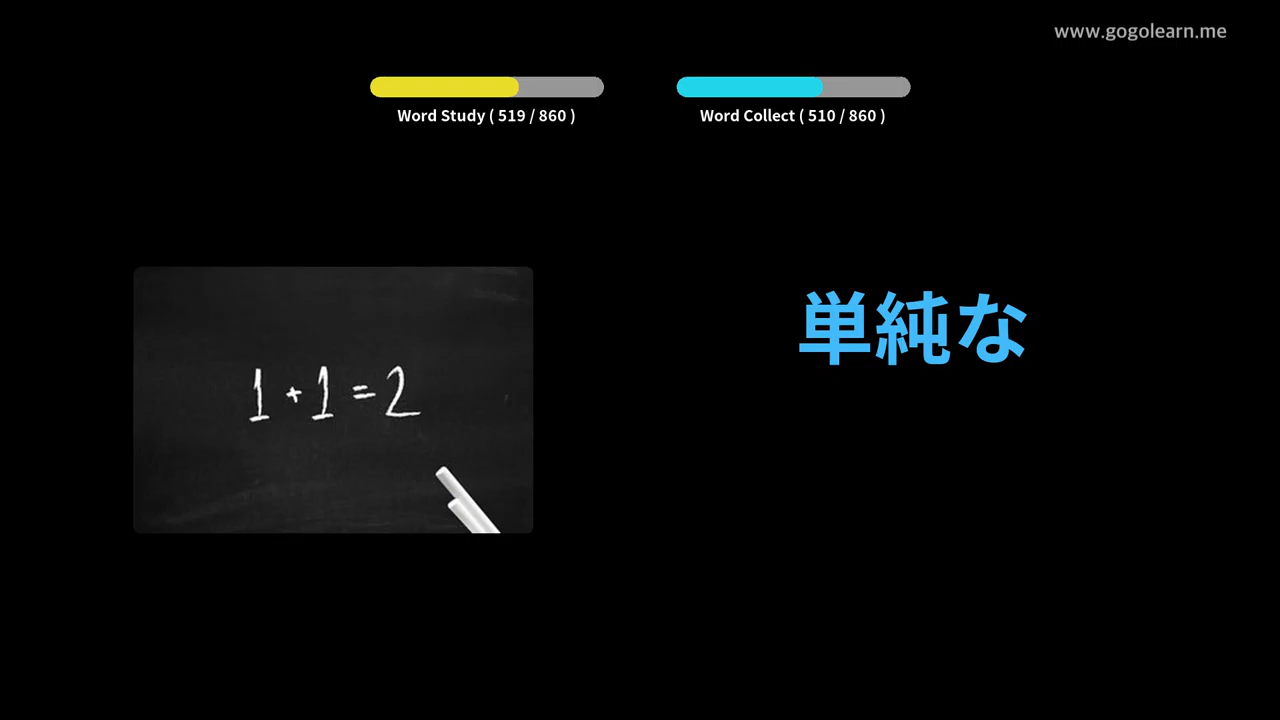 www.gogolearn.me
Word Study ( 519 / 860 )
Word Collect ( 510 / 860 )
1 + 1 = 2
単純な